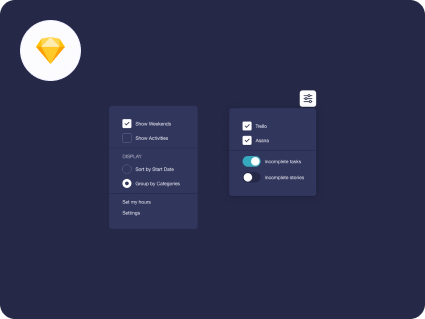 Show Weekends
Show Activities
DISPLAY
Sort by Start Date
Group by Categories
Set my hours
Settings
Trello
Asana
Incomplete tasks
Incomplete stories